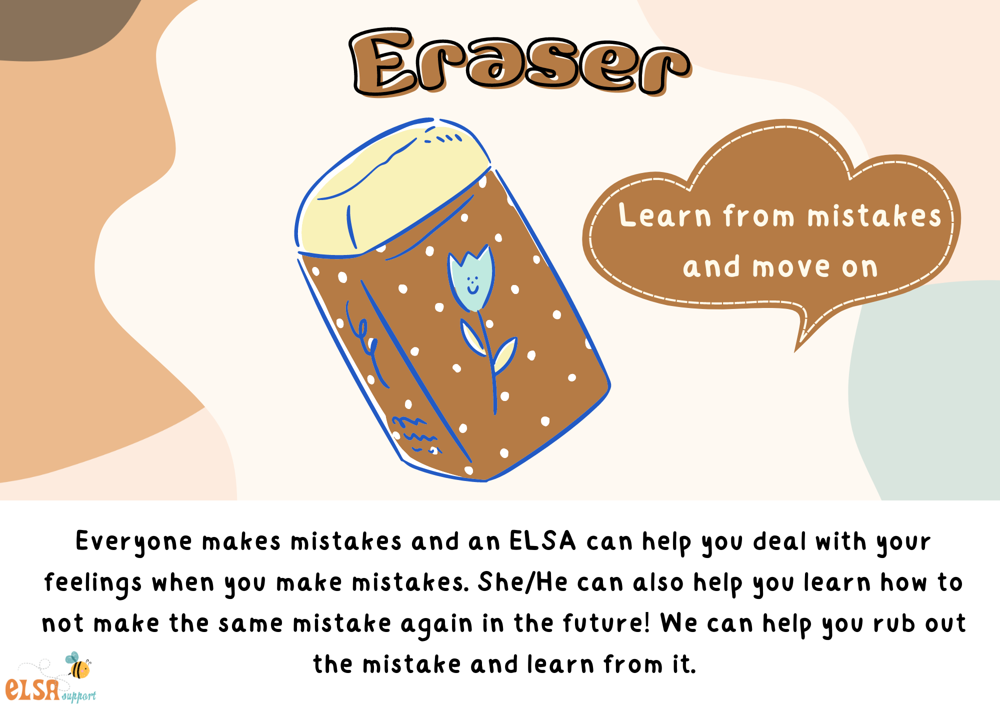 Eraser
Learn from mistakes
and move on
Everyone makes mistakes and an ELSA can help you deal with your
feelings when you make mistakes. She/He can also help you learn how to
not make the same mistake again in the future! We can help you rub out
the mistake and learn from it.
eLSA support